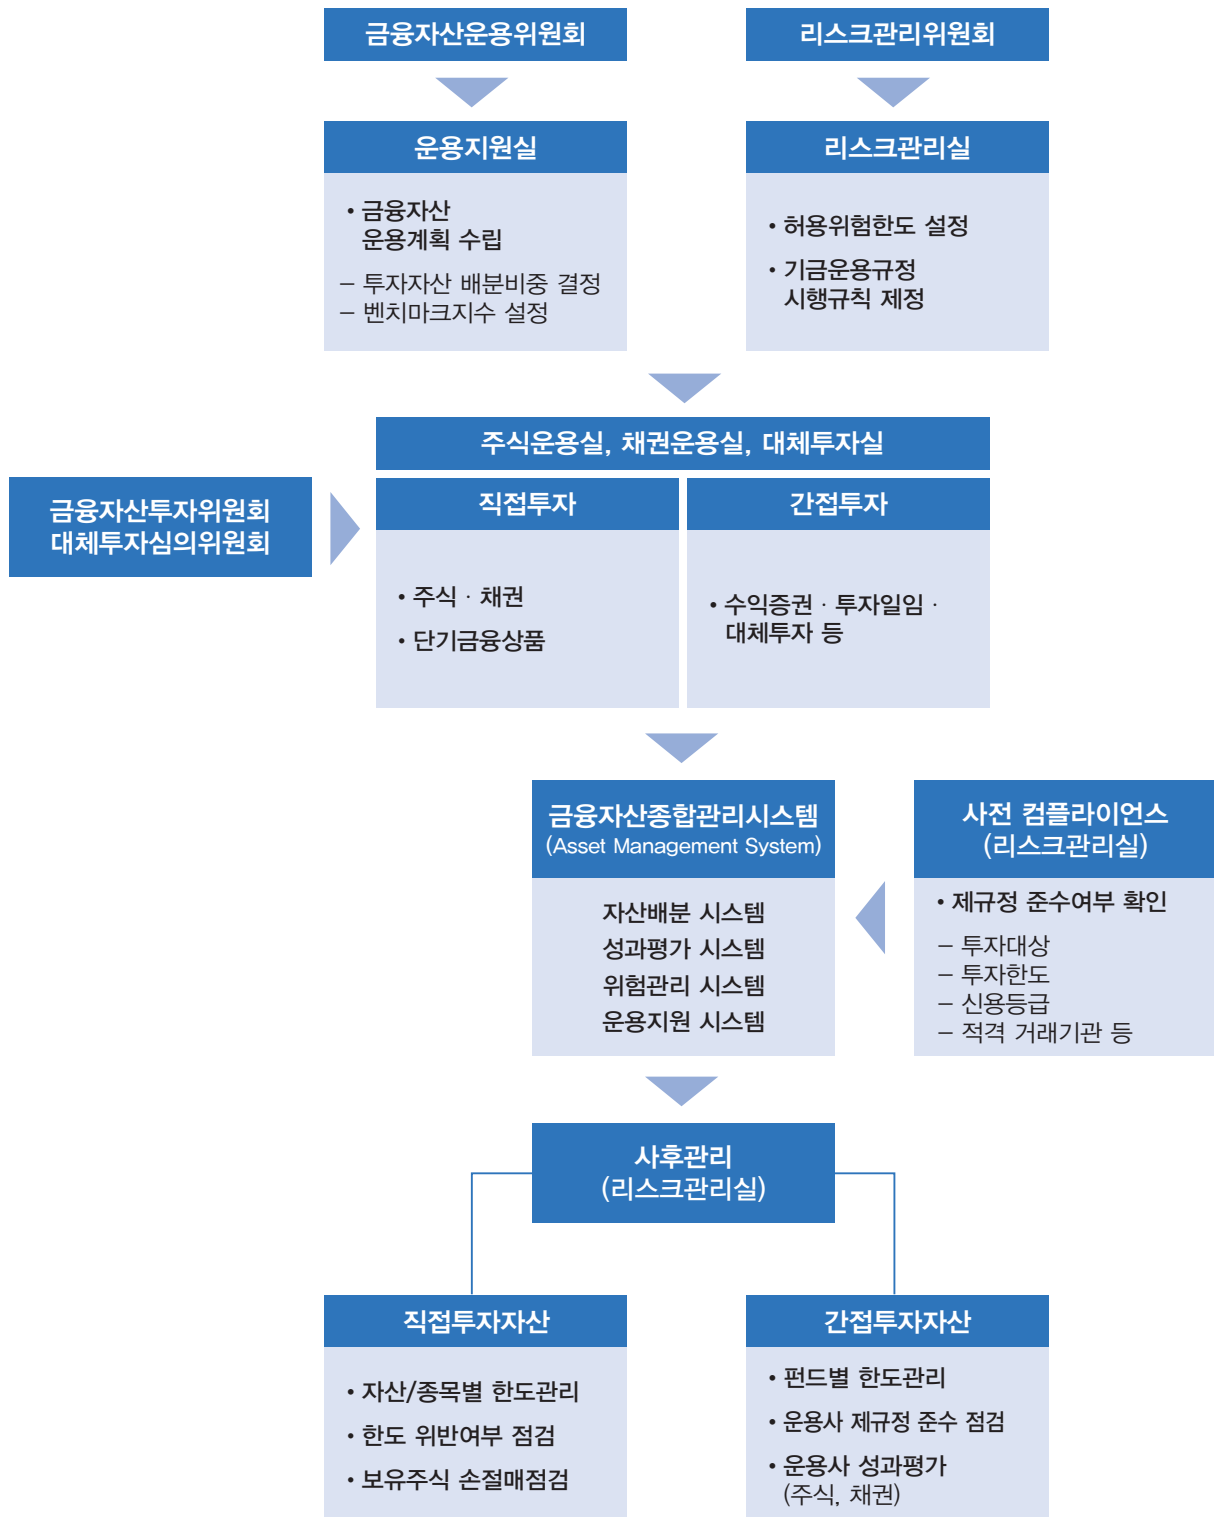 금융자산운용위원회
리스크관리위원회
운용지원실
• 금융자산
운용계획 수립
– 투자자산 배분비중 결정
– 벤치마크지수 설정
리스크관리실
• 허용위험한도 설정
• 기금운용규정
시행규칙 제정
주식운용실, 채권운용실, 대체투자실
금융자산투자위원회
대체투자심의위원회
직접투자
• 주식 · 채권
• 단기금융상품
간접투자
• 수익증권 · 투자일임 ·
대체투자 등
금융자산종합관리시스템
(Asset Management System)
자산배분 시스템
성과평가 시스템
위험관리 시스템
운용지원 시스템
사전 컴플라이언스
(리스크관리실)
• 제규정 준수여부 확인
– 투자대상
– 투자한도
– 신용등급
– 적격 거래기관 등
사후관리
(리스크관리실)
직접투자자산
• 자산/종목별 한도관리
• 한도 위반여부 점검
• 보유주식 손절매점검
간접투자자산
• 펀드별 한도관리
• 운용사 제규정 준수 점검
• 운용사 성과평가
(주식, 채권)